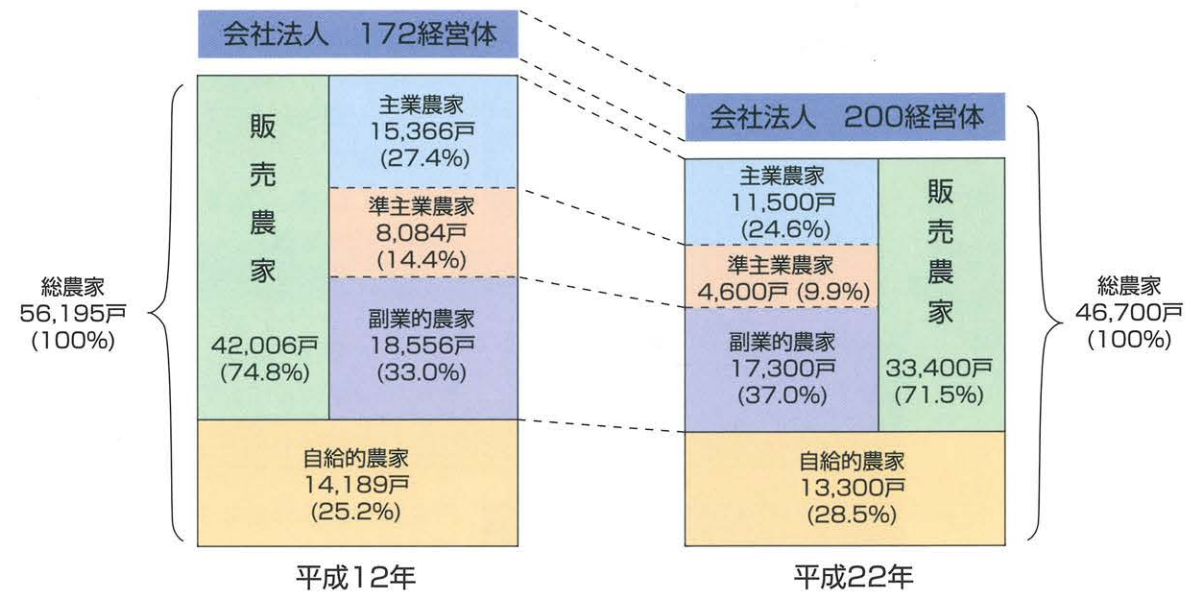 会社法人　172経営体
総農家
56,195戸
(100%)
販売農家
42,006戸
(74.8%)
主業農家
15,366戸
(27.4%)
準主業農家
8,084戸
(14.4%)
副業的農家
18,556戸
(33.0%)
自給的農家
14,189戸
(25.2%)
平成12年
会社法人　200経営体
主業農家
11,500戸
(24.6%)
準主業農家
4,600戸 (9.9%)
副業的農家
17,300戸
(37.0%)
販売農家
33,400戸
(71.5%)
自給的農家
13,300戸
(28.5%)
総農家
46,700戸
(100%)
平成22年